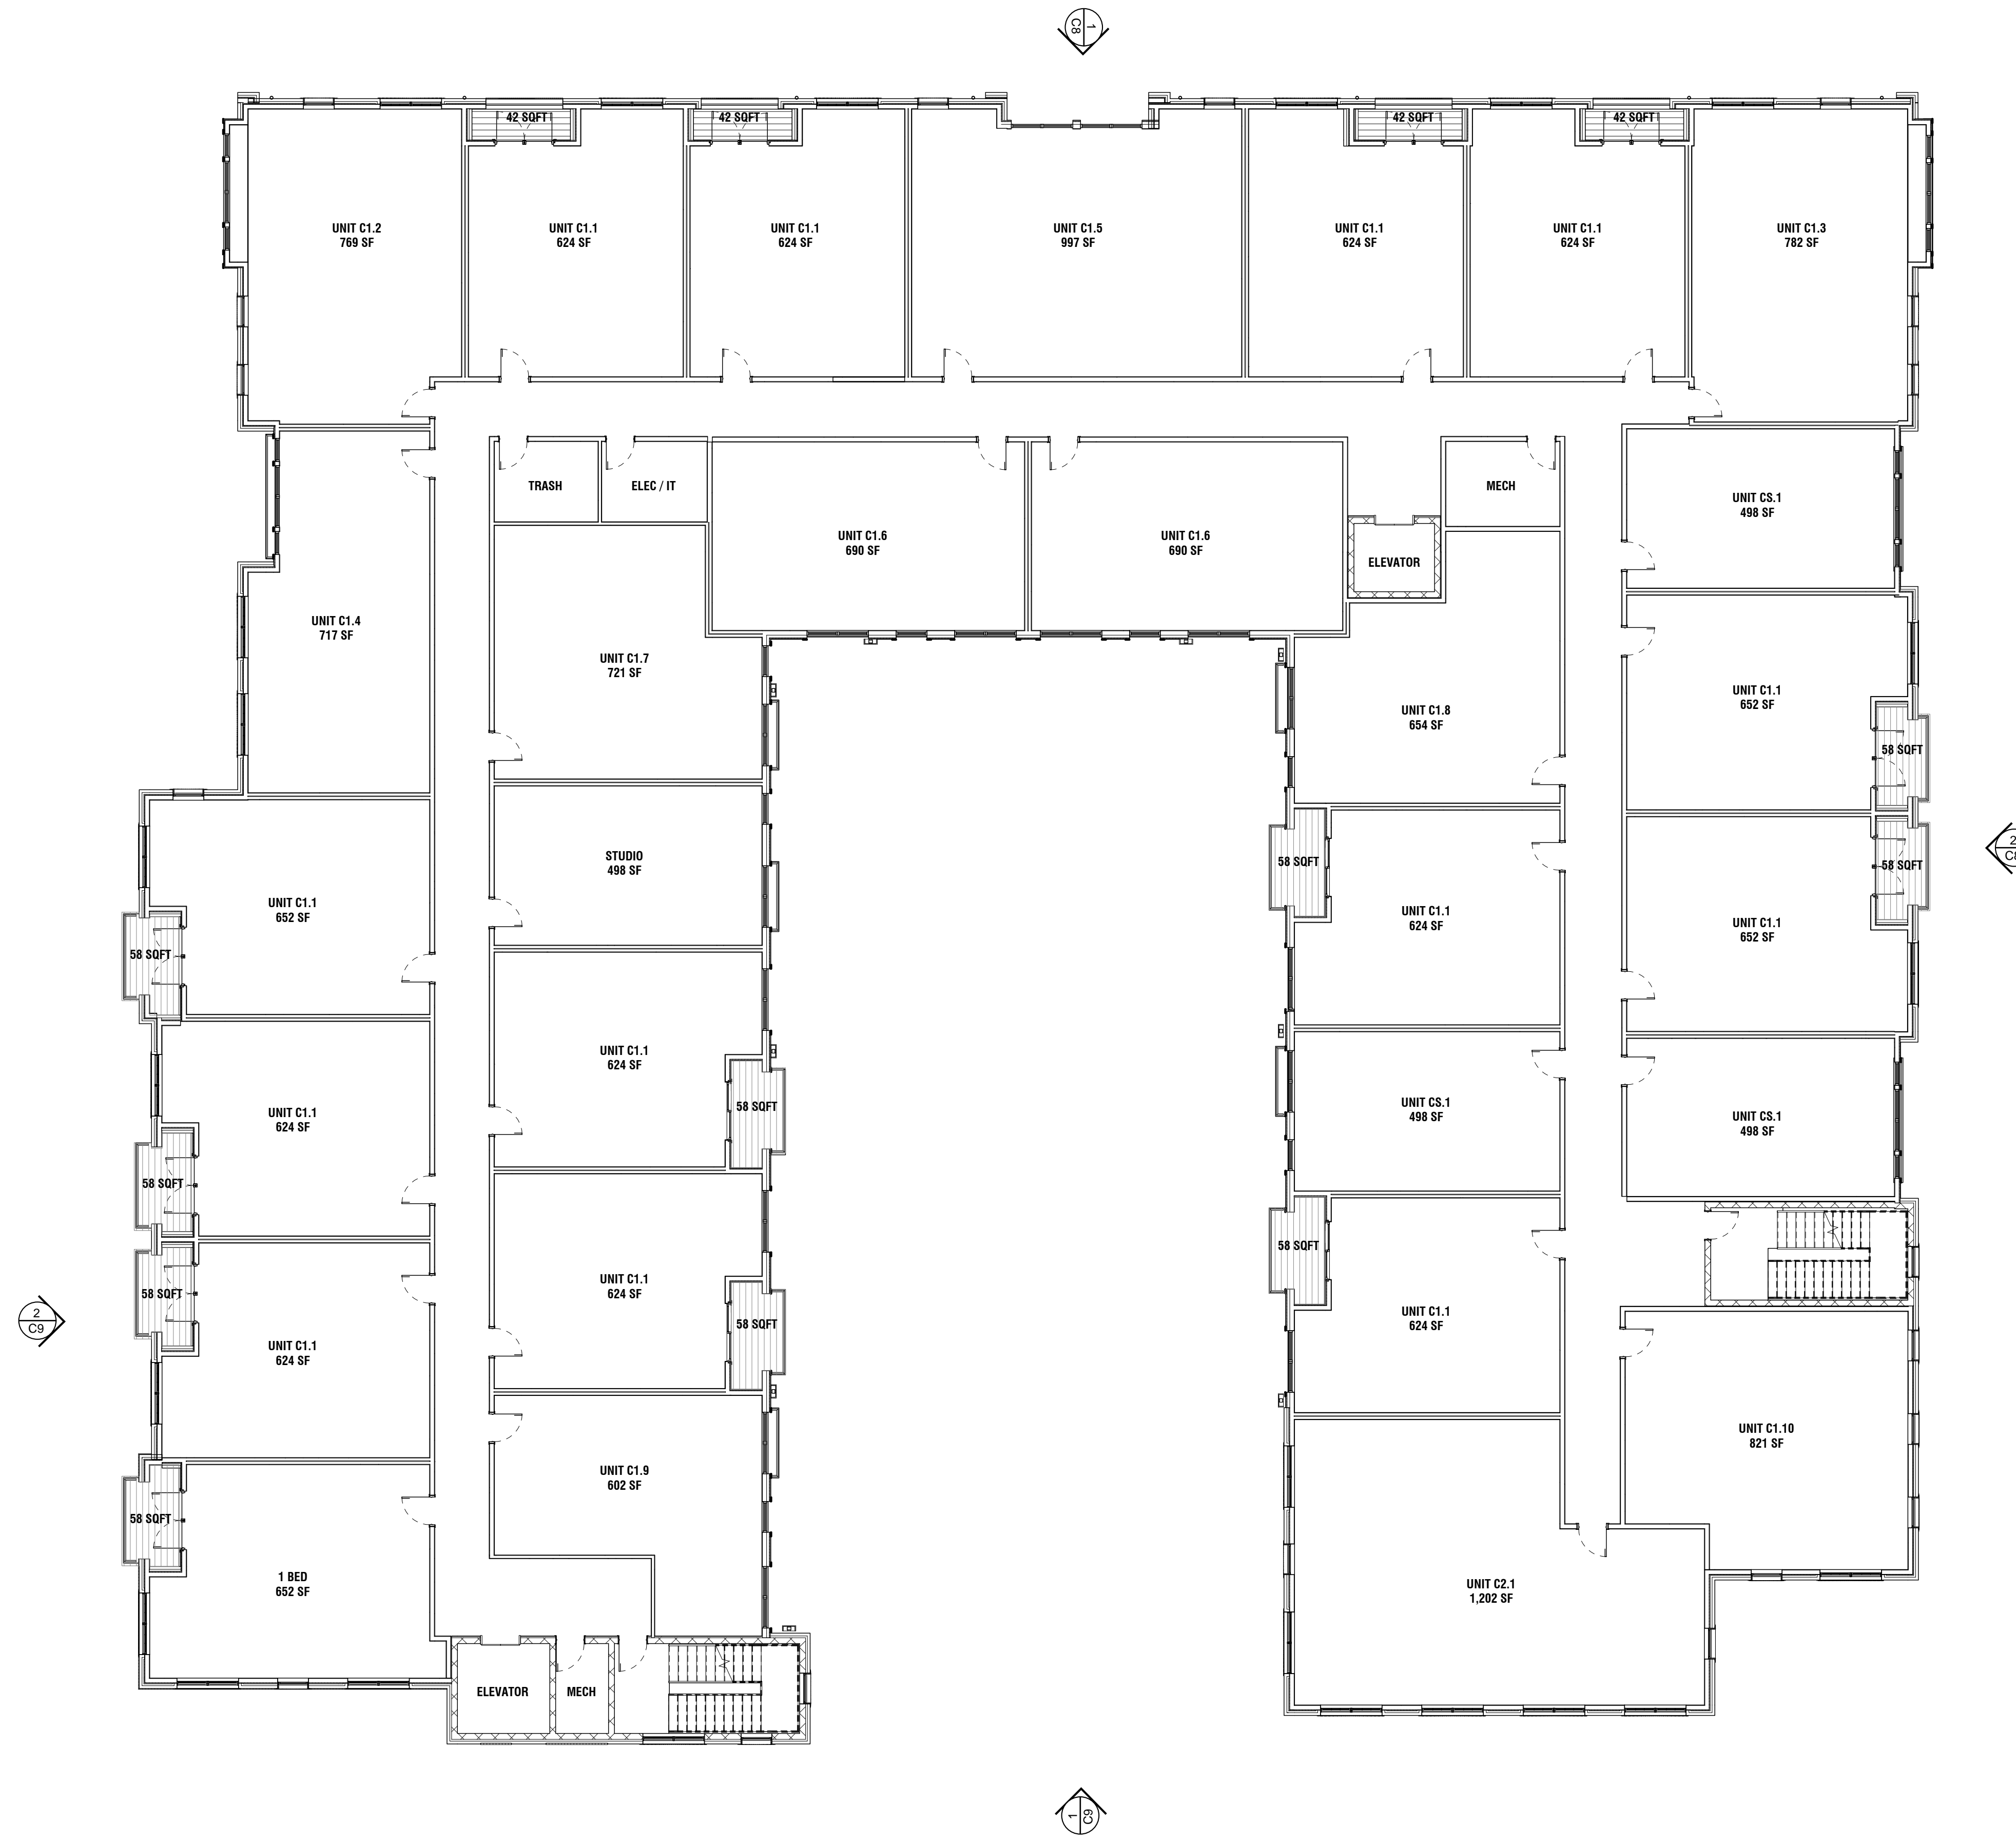 1
C8
42 SQFT
42 SQFT
42 SQFT
42 SQFT
UNIT C1.2
769 SF
UNIT C1.1
624 SF
UNIT C1.1
624 SF
UNIT C1.5
997 SF
UNIT C1.1
624 SF
UNIT C1.1
624 SF
UNIT C1.3
782 SF
TRASH
ELEC / IT
MECH
UNIT CS.1
498 SF
UNIT C1.6
690 SF
UNIT C1.6
690 SF
ELEVATOR
UNIT C1.4
717 SF
UNIT C1.7
721 SF
UNIT C1.8
654 SF
UNIT C1.1
652 SF
58 SQFT
STUDIO
498 SF
58 SQFT
58 SQFT
2
UNIT C1.1
652 SF
UNIT C1.1
624 SF
UNIT C1.1
652 SF
58 SQFT
UNIT C1.1
624 SF
58 SQFT
UNIT C1.1
624 SF
UNIT CS.1
498 SF
UNIT CS.1
498 SF
58 SQFT
58 SQFT
UNIT C1.1
624 SF
58 SQFT
58 SQFT
UNIT C1.1
624 SF
2
C9
UNIT C1.1
624 SF
UNIT C1.9
602 SF
UNIT C1.10
821 SF
58 SQFT
1 BED
652 SF
UNIT C2.1
1,202 SF
ELEVATOR
MECH
1
C9